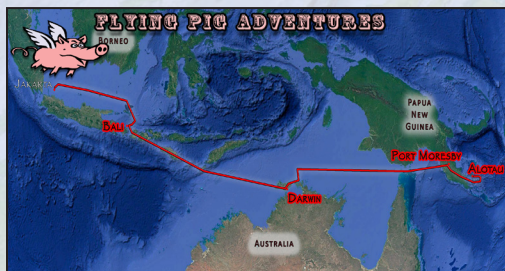 FLYING PIG ADVENTURES
BORNEO
JAKARTA
BALI
PAPUA
NEW
GUINEA
PORT MORESBY
ALOTAU
DARWIN
AUSTRALIA